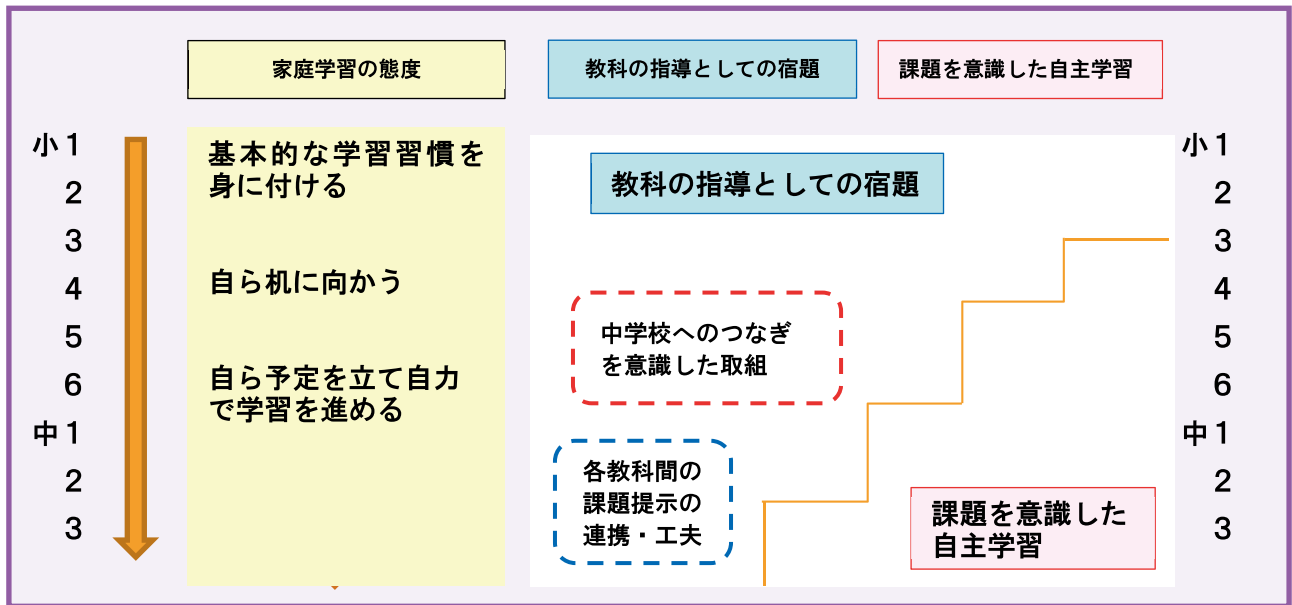 家庭学習の態度
教科の指導としての宿題
課題を意識した自主学習
小1
2
3
4
5
6
中1
2
3
基本的な学習習慣を
身に付ける
自ら机に向かう
自ら予定を立て自力
で学習を進める
教科の指導としての宿題
中学校へのつなぎ
を意識した取組
各教科間の
課題提示の
連携・工夫
課題を意識した
自主学習
小1
2
3
4
5
6
中1
2
3